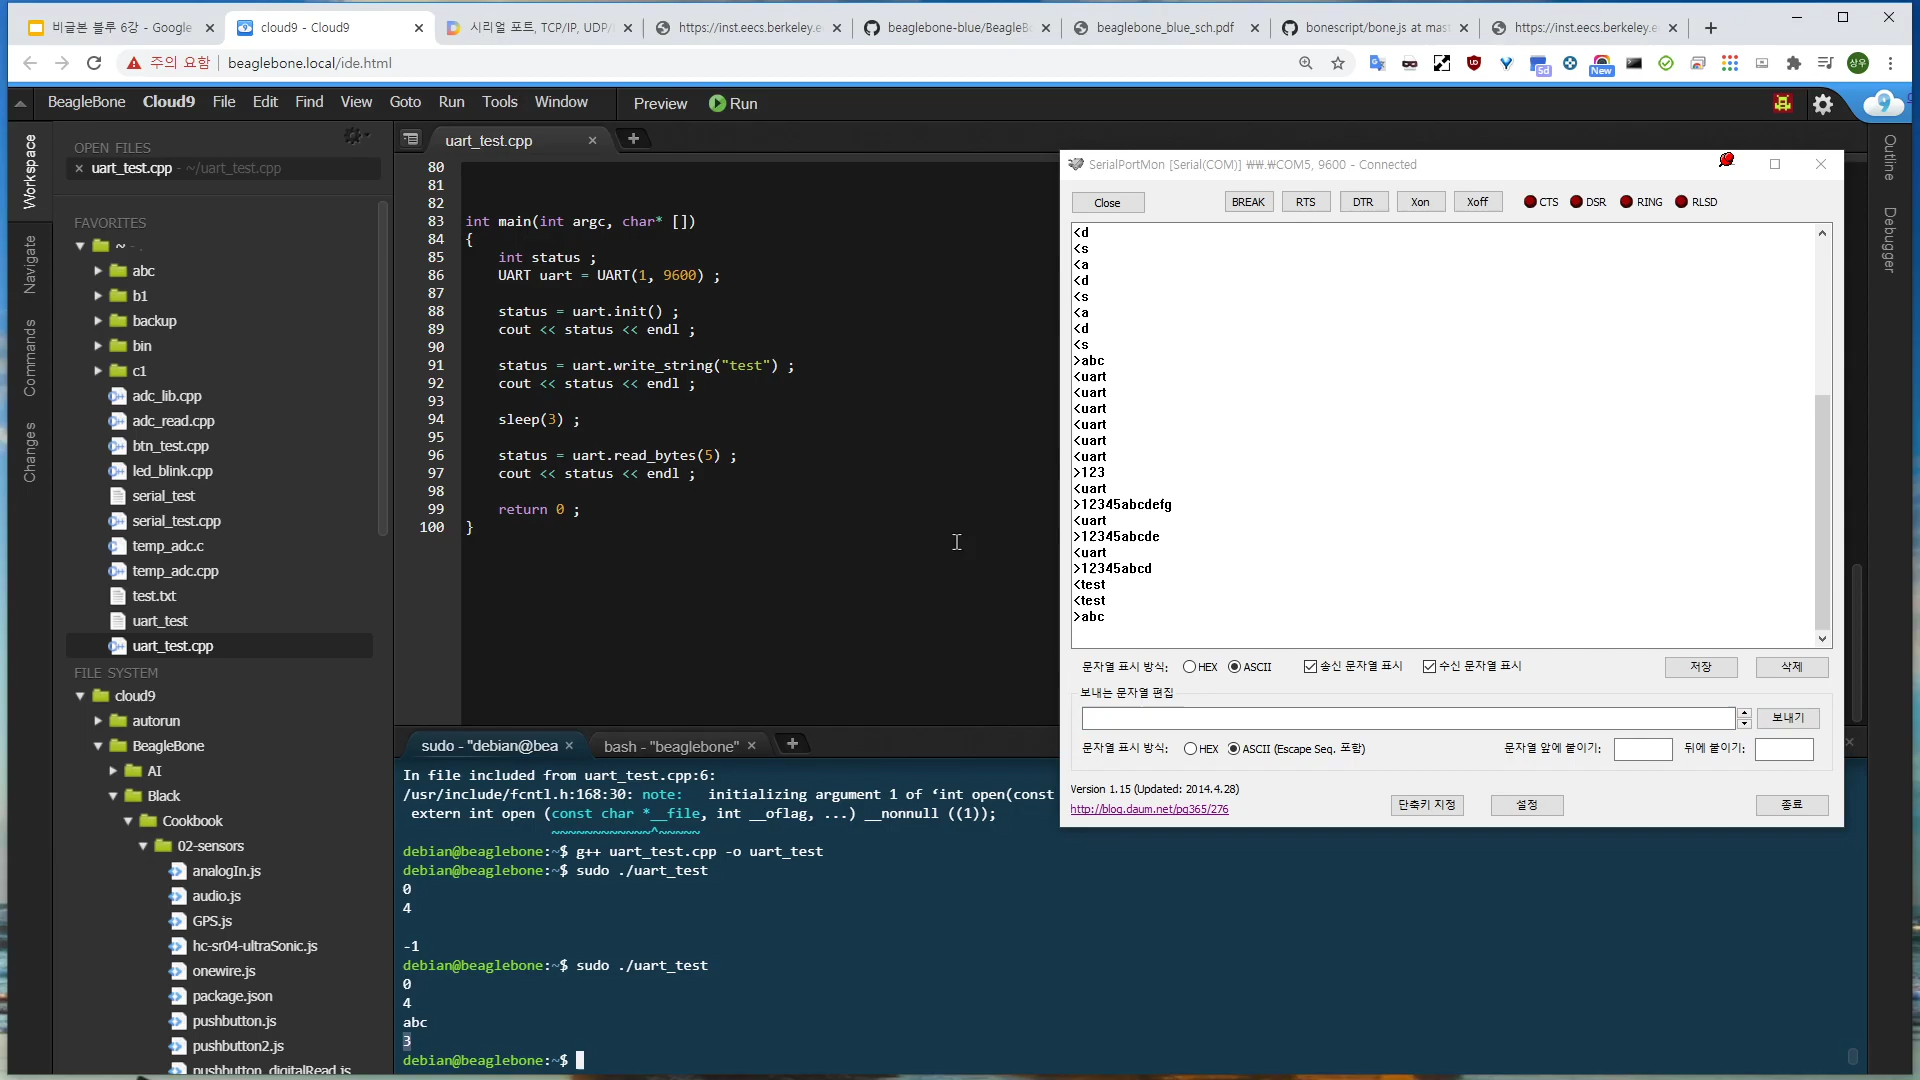 비글본 블루 6강 - Google
cloud9 - Cloud9
시리얼 포트, TCP/IP, UDP/
https://inst.eecs.berkeley.e
beaglebone-blue/BeagleB
beaglebone_blue_sch.pdf
bonescript/bone.js at mast
https://inst.eecs.berkeley.e
주의 요함
beaglebone.local/ide.html
5d
New
상우
BeagleBone
Cloud9
File
Edit
Find
View
Goto
Run
Tools
Window
Preview
Run
Workspace
Navigate
Commands
Changes
Outline
Debugger
OPEN FILES
uart_test.cpp - ~/uart_test.cpp
FAVORITES
~ - .
abc
b1
backup
bin
c1
adc_lib.cpp
adc_read.cpp
btn_test.cpp
led_blink.cpp
serial_test
serial_test.cpp
temp_adc.c
temp_adc.cpp
test.txt
uart_test
uart_test.cpp
FILE SYSTEM
cloud9
autorun
BeagleBone
AI
Black
Cookbook
02-sensors
analogIn.js
audio.js
GPS.js
hc-sr04-ultraSonic.js
onewire.js
package.json
pushbutton.js
pushbutton2.js
pushbutton_digitalRead.js
uart_test.cpp
80
81
82
83 int main(int argc, char* [])
84 {
85 int status ;
86 UART uart = UART(1, 9600) ;
87
88 status = uart.init() ;
89 cout << status << endl ;
90
91 status = uart.write_string("test") ;
92 cout << status << endl ;
93
94 sleep(3) ;
95
96 status = uart.read_bytes(5) ;
97 cout << status << endl ;
98
99 return 0 ;
100 }
sudo - "debian@bea
bash - "beaglebone"
In file included from uart_test.cpp:6:
/usr/include/fcntl.h:168:30: note:   initializing argument 1 of ‘int open(const
extern int open (const char *__file, int __oflag, ...) __nonnull ((1));
~~~~~~~~~~~~^~~~~~
debian@beaglebone:~$ g++ uart_test.cpp -o uart_test
debian@beaglebone:~$ sudo ./uart_test
0
4
-1
debian@beaglebone:~$ sudo ./uart_test
0
4
abc
3
debian@beaglebone:~$
SerialPortMon [Serial(COM)] ₩₩.₩COM5, 9600 - Connected
Close
BREAK
RTS
DTR
Xon
Xoff
CTS
DSR
RING
RLSD
<d
<s
<a
<d
<s
<a
<d
<s
>abc
<uart
<uart
<uart
<uart
<uart
<uart
>123
<uart
>12345abcdefg
<uart
>12345abcde
<uart
>12345abcd
<test
<test
>abc
문자열 표시 방식: HEX ASCII 송신 문자열 표시 수신 문자열 표시 저장 삭제
보내는 문자열 편집
보내기
문자열 표시 방식: HEX ASCII (Escape Seq. 포함) 문자열 앞에 붙이기: 뒤에 붙이기:
Version 1.15 (Updated: 2014.4.28)
http://blog.daum.net/pg365/276
단축키 지정
설정
종료